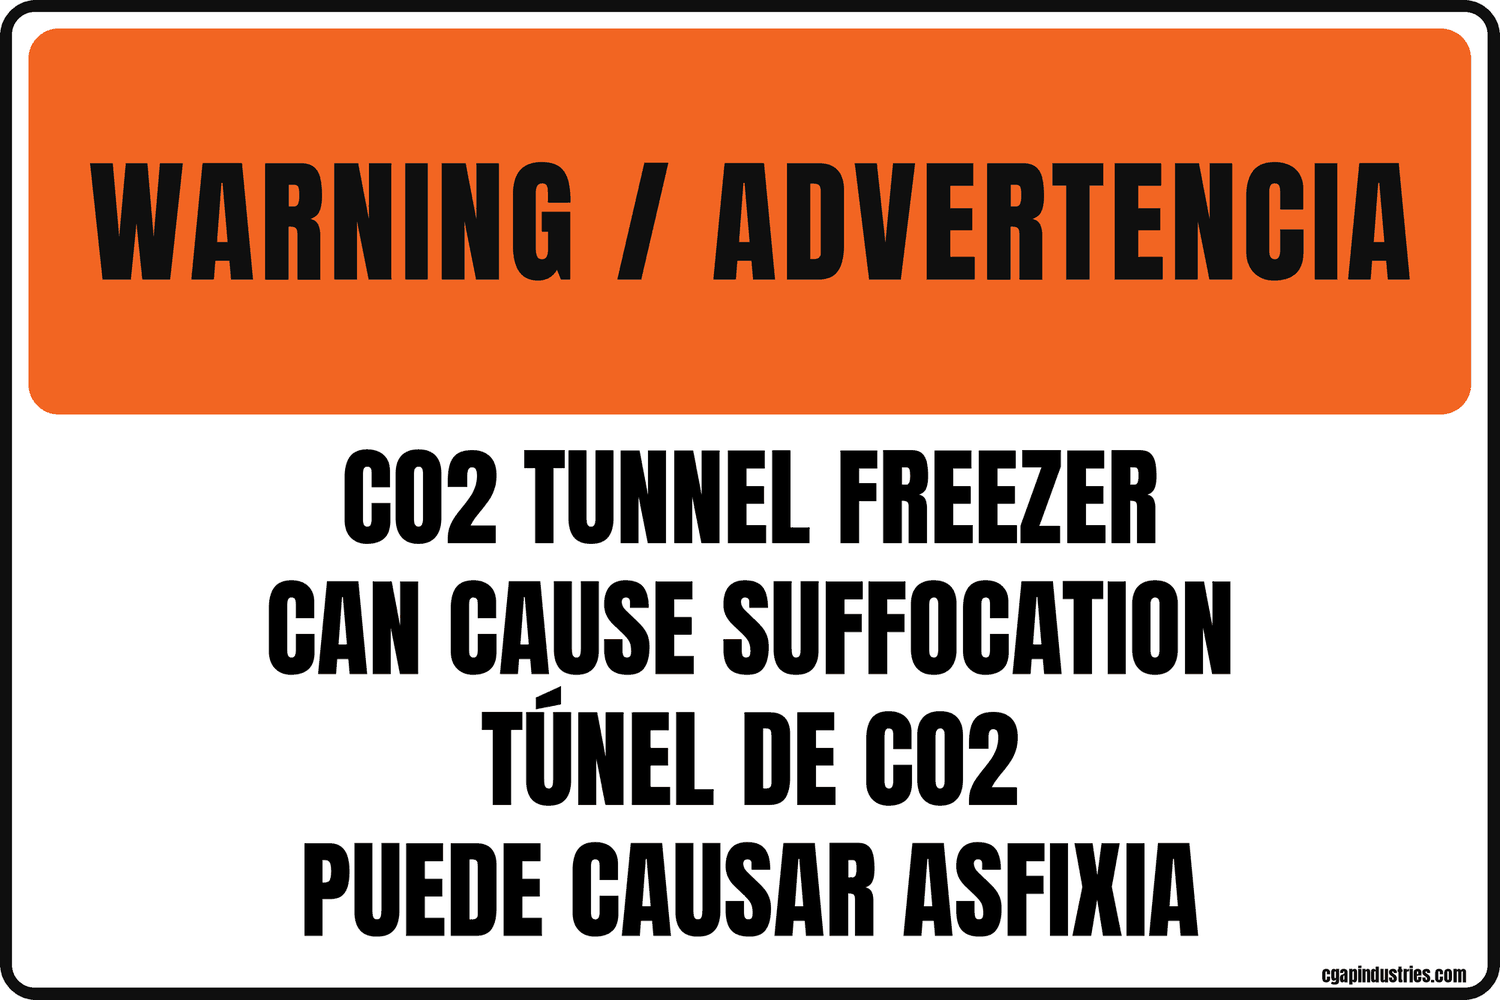 WARNING / ADVERTENCIA
CO2 TUNNEL FREEZER
CAN CAUSE SUFFOCATION
TÚNEL DE CO2
PUEDE CAUSAR ASFIXIA
cgapindustries.com